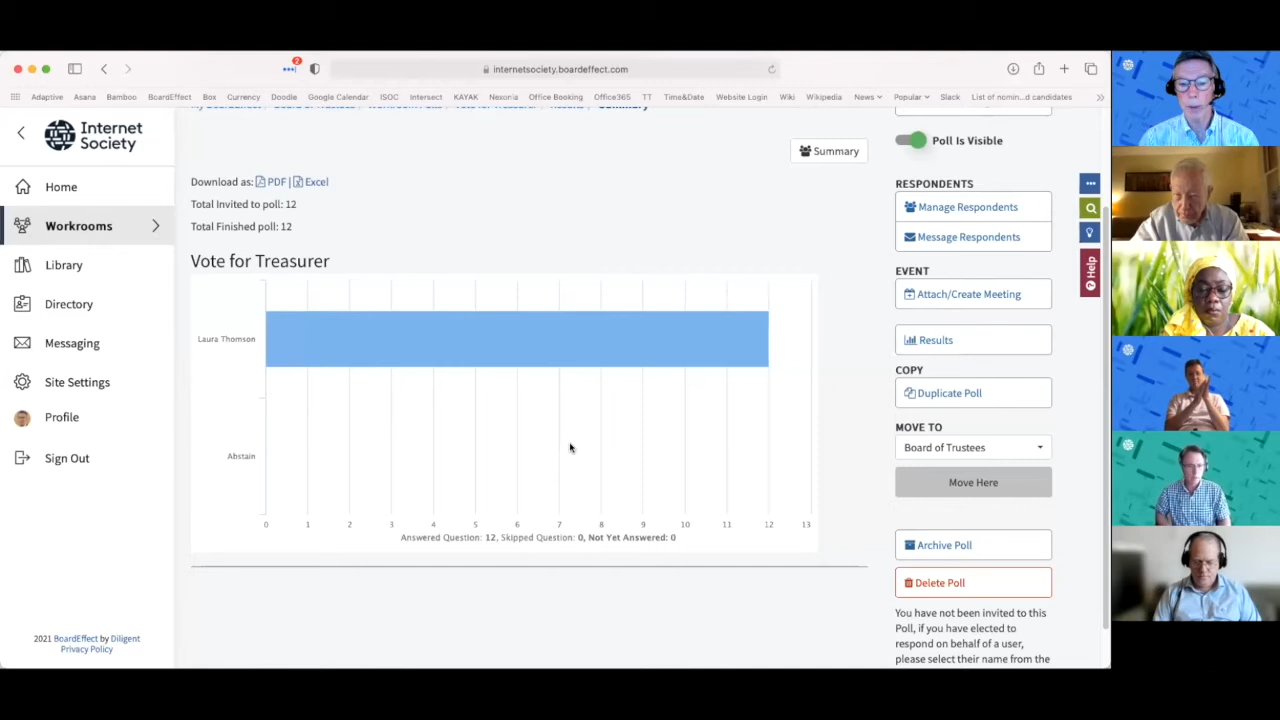 2
internetsociety.boardeffect.com
Adaptive Asana Bamboo BoardEffect Box Currency Doodle Google Calendar ISOC Intersect KAYAK Nexonia Office Booking Office365 TT Time&Date Website Login Wiki Wikipedia News Popular Slack List of nomin...d candidates
Internet
Society
Home
Workrooms
Library
Directory
Messaging
Site Settings
Profile
Sign Out
2021 BoardEffect by Diligent
Privacy Policy
Summary
Summary
Download as: PDF | Excel
Total Invited to poll: 12
Total Finished poll: 12
Vote for Treasurer
Laura Thomson
Abstain
0 1 2 3 4 5 6 7 8 9 10 11 12 13
Answered Question: 12, Skipped Question: 0, Not Yet Answered: 0
Poll Is Visible
RESPONDENTS
Manage Respondents
Message Respondents
EVENT
Attach/Create Meeting
Results
COPY
Duplicate Poll
MOVE TO
Board of Trustees
Move Here
Archive Poll
Delete Poll
You have not been invited to this
Poll, if you have elected to
respond on behalf of a user,
please select their name from the
Help